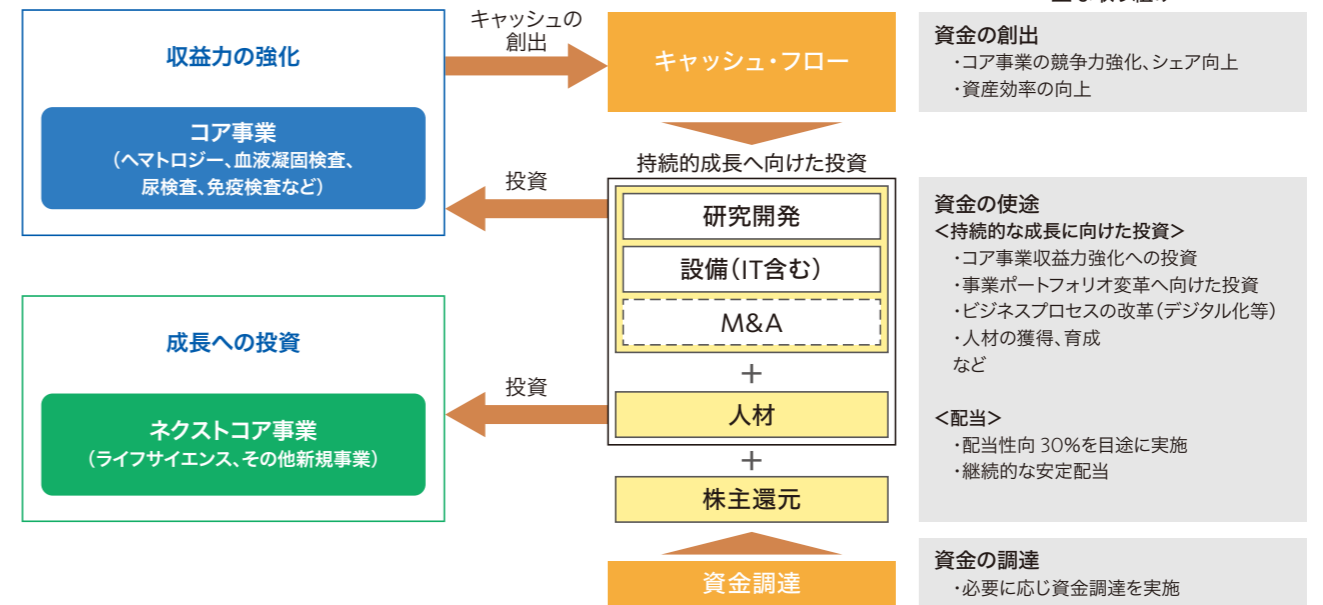 収益力の強化
コア事業
(ヘマトロジー、血液凝固検査、
尿検査、免疫検査など)
キャッシュの
創出
キャッシュ・フロー
持続的成長へ向けた投資
投資
研究開発
設備(IT含む)
M&A
+
人材
+
株主還元
資金調達
成長への投資
ネクストコア事業
(ライフサイエンス、その他新規事業)
投資
資金の創出
・コア事業の競争力強化、シェア向上
・資産効率の向上
資金の使途
<持続的な成長に向けた投資>
・コア事業収益力強化への投資
・事業ポートフォリオ変革へ向けた投資
・ビジネスプロセスの改革(デジタル化等)
・人材の獲得、育成
など
<配当>
・配当性向 30%を目途に実施
・継続的な安定配当
資金の調達
・必要に応じ資金調達を実施